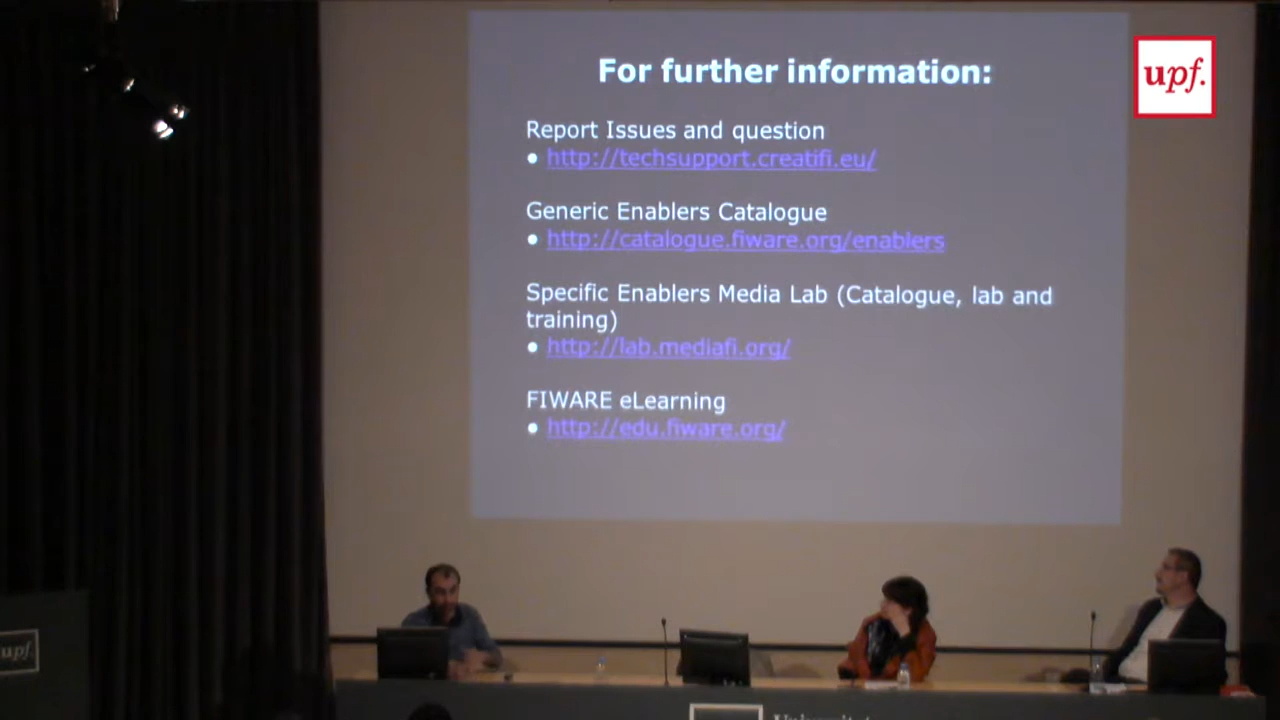 For further information:
upf.
Report Issues and question
• http://techsupport.creatifi.eu/
Generic Enablers Catalogue
• http://catalogue.fiware.org/enablers
Specific Enablers Media Lab (Catalogue, lab and
training)
• http://lab.mediafi.org/
FIWARE eLearning
• http://edu.fiware.org/
upf.